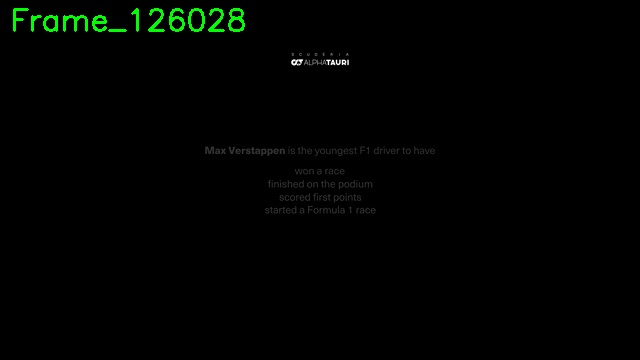 Frame_126028
SCUDERIA
ALPHATAURI
Max Verstappen is the youngest F1 driver to have
won a race
finished on the podium
scored first points
started a Formula 1 race